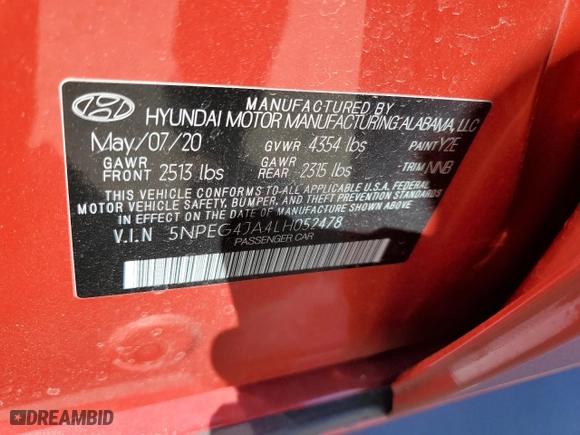 MANUFACTURED BY
HYUNDAI MOTOR MANUFACTURING ALABAMA, LLC
May/07/20 GVWR 4354 lbs PAINT Y2E
GAWR FRONT 2513 lbs GAWR REAR 2315 lbs TRIM NNB
THIS VEHICLE CONFORMS TO ALL APPLICABLE U.S.A. FEDERAL
MOTOR VEHICLE SAFETY, BUMPER, AND THEFT PREVENTION STANDARDS
IN EFFECT ON THE DATE OF MANUFACTURE SHOWN ABOVE.
V.I.N 5NPEG4JA4LH052478
PASSENGER CAR
DREAMBID